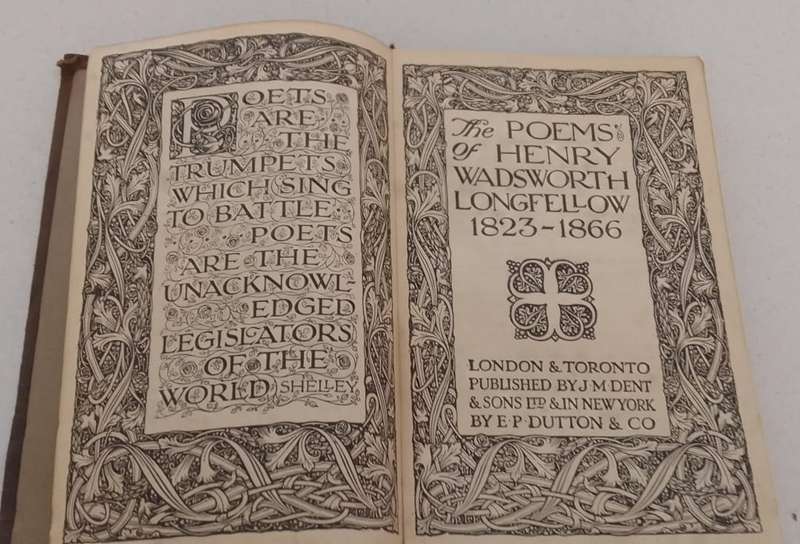 POETS
ARE
THE
TRUMPETS
WHICH SING
TO BATTLE
POETS
ARE THE
UNACKNOWL-
EDGED
LEGISLATORS
OF THE
WORLD SHELLEY
The POEMS
of HENRY
WADSWORTH
LONGFELLOW
1823-1866
LONDON & TORONTO
PUBLISHED BY J M DENT
& SONS LTD & IN NEW YORK
BY E·P·DUTTON & CO